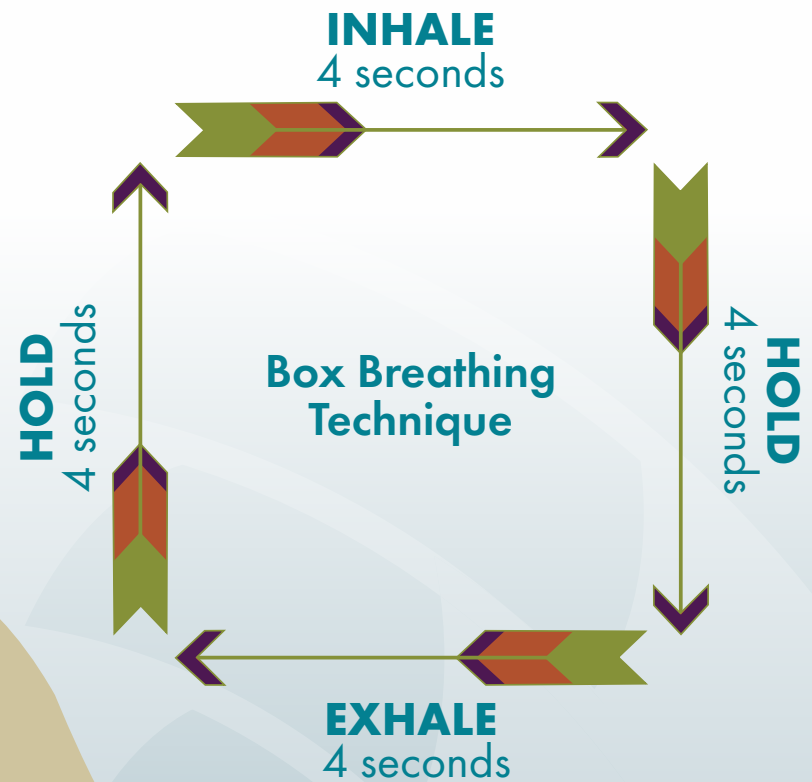 INHALE
4 seconds
HOLD
4 seconds
Box Breathing
Technique
HOLD
4 seconds
EXHALE
4 seconds